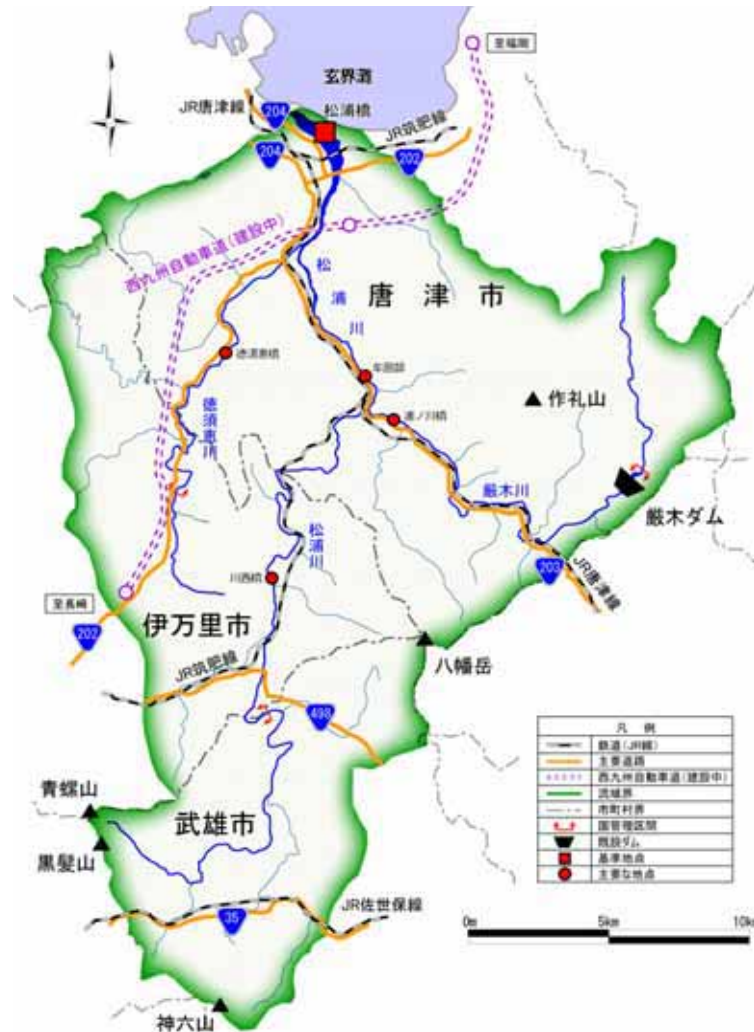 至福岡
玄界灘
JR唐津線
204
松浦橋
JR筑肥線
204
202
西九州自動車道(建設中)
松浦川
唐津市
徳須恵橋
牟田部
作礼山
浦ノ川橋
徳須恵川
厳木川
厳木ダム
松浦川
川西橋
203
JR唐津線
至長崎
202
伊万里市
八幡岳
JR筑肥線
498
凡 例
鉄道(JR線)
主要道路
西九州自動車道(建設中)
流域界
市町村界
国管理区間
既設ダム
基準地点
主要な地点
青螺山
武雄市
黒髪山
JR佐世保線
35
0m
5km
10k
神六山